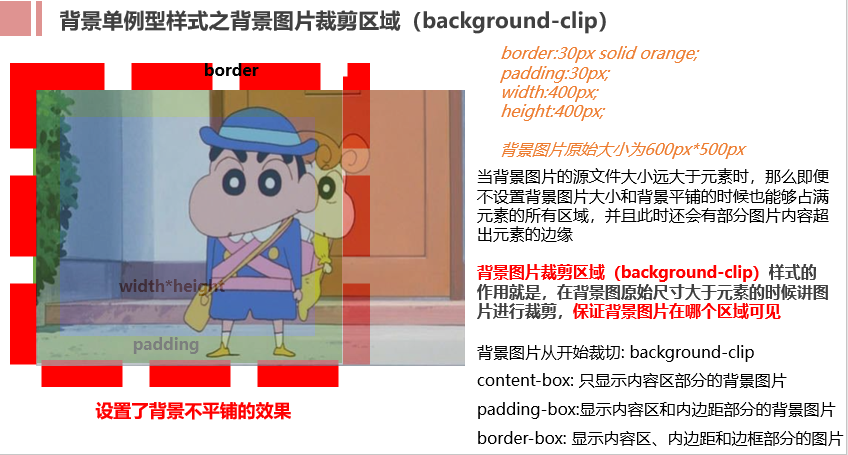 背景单例型样式之背景图片裁剪区域（background-clip）
border
width*height
padding
设置了背景不平铺的效果
border:30px solid orange;
padding:30px;
width:400px;
height:400px;
背景图片原始大小为600px*500px
当背景图片的源文件大小远大于元素时，那么即便
不设置背景图片大小和背景平铺的时候也能够占满
元素的所有区域，并且此时还会有部分图片内容超
出元素的边缘
背景图片裁剪区域（background-clip）样式的
作用就是，在背景图原始尺寸大于元素的时候讲图
片进行裁剪，保证背景图片在哪个区域可见
背景图片从开始裁切: background-clip
content-box: 只显示内容区部分的背景图片
padding-box:显示内容区和内边距部分的背景图片
border-box: 显示内容区、内边距和边框部分的图片